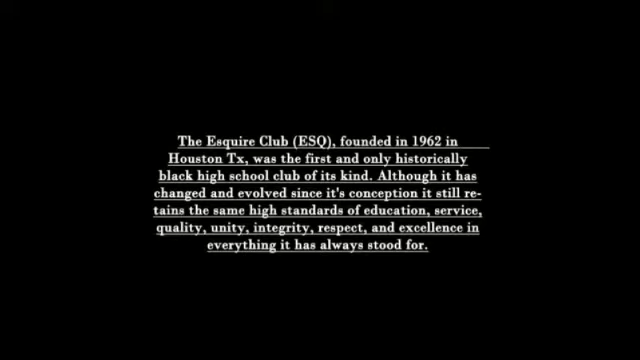 The Esquire Club (ESQ), founded in 1962 in
Houston Tx, was the first and only historically
black high school club of its kind. Although it has
changed and evolved since it's conception it still re-
tains the same high standards of education, service,
quality, unity, integrity, respect, and excellence in
everything it has always stood for.